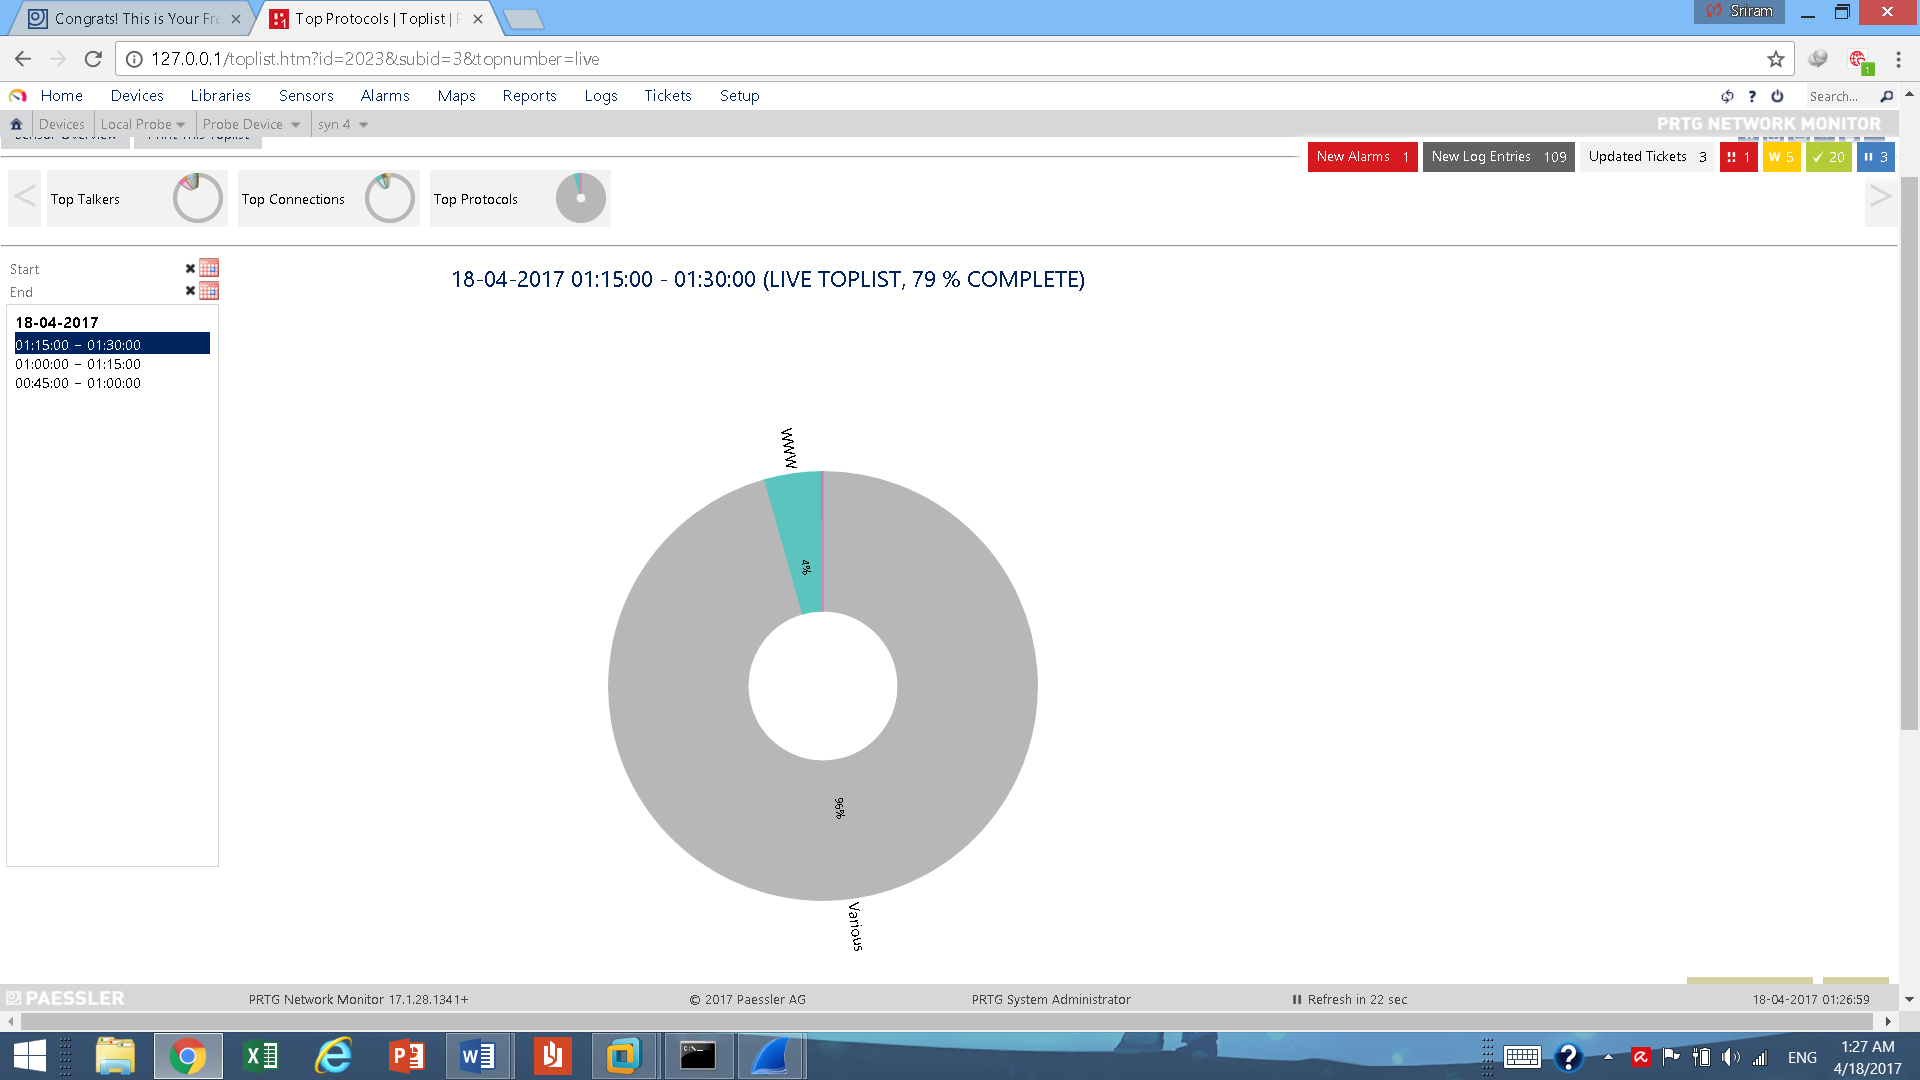 Congrats! This is Your Fre
Top Protocols | Toplist | P
Sriram
127.0.0.1/toplist.htm?id=2023&subid=3&topnumber=live
1
Home Devices Libraries Sensors Alarms Maps Reports Logs Tickets Setup
Search...
Devices Local Probe Probe Device syn 4
PRTG NETWORK MONITOR
Sensor Overview Print This Toplist
New Alarms 1 New Log Entries 109 Updated Tickets 3 !! 1 W 5 20 3
Top Talkers Top Connections Top Protocols
Start
End
18-04-2017 01:15:00 - 01:30:00 (LIVE TOPLIST, 79 % COMPLETE)
18-04-2017
01:15:00 - 01:30:00
01:00:00 - 01:15:00
00:45:00 - 01:00:00
WWW
4%
96%
Various
PAESSLER PRTG Network Monitor 17.1.28.1341+ © 2017 Paessler AG PRTG System Administrator Refresh in 22 sec 18-04-2017 01:26:59
ENG
1:27 AM
4/18/2017